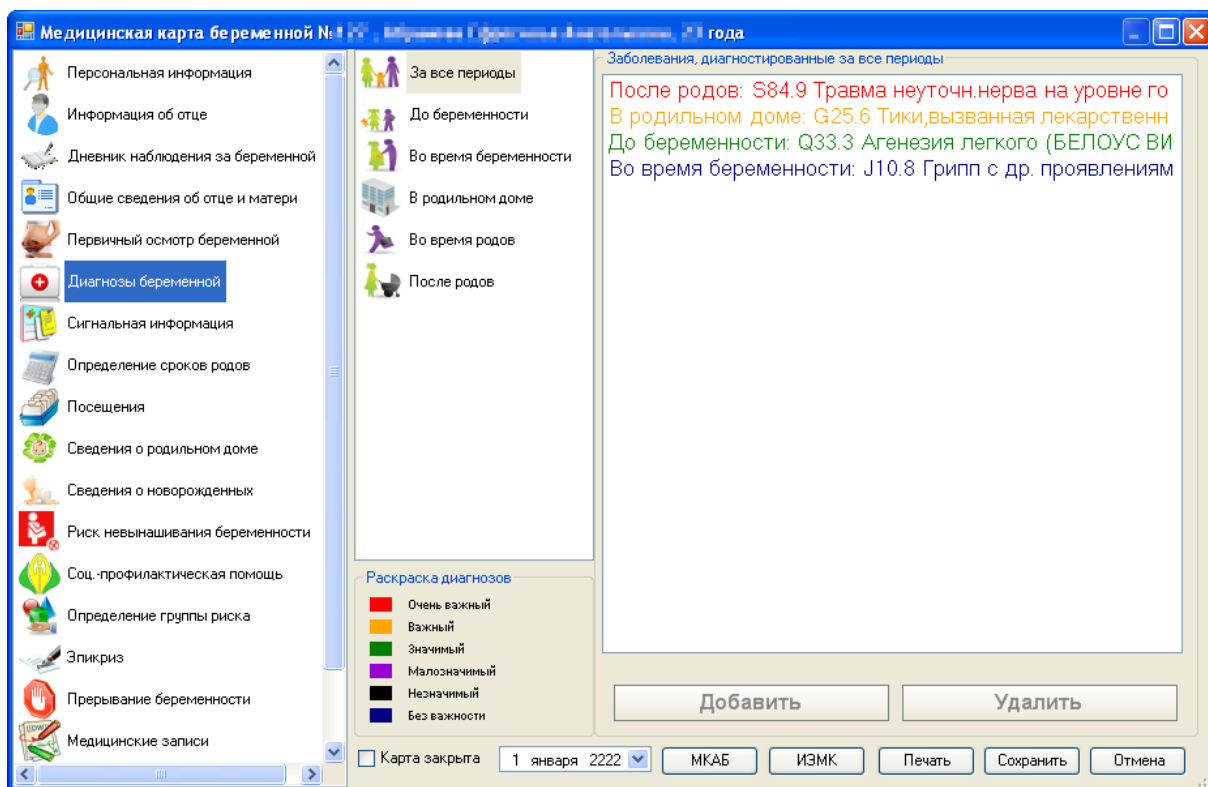 Медицинская карта беременной № года
Персональная информация
Информация об отце
Дневник наблюдения за беременной
Общие сведения об отце и матери
Первичный осмотр беременной
Диагнозы беременной
Сигнальная информация
Определение сроков родов
Посещения
Сведения о родильном доме
Сведения о новорожденных
Риск невынашивания беременности
Соц.-профилактическая помощь
Определение группы риска
Эпикриз
Прерывание беременности
Медицинские записи
За все периоды
До беременности
Во время беременности
В родильном доме
Во время родов
После родов
Раскраска диагнозов
Очень важный
Важный
Значимый
Малозначимый
Незначимый
Без важности
Заболевания, диагностированные за все периоды
После родов: S84.9 Травма неуточн.нерва на уровне го
В родильном доме: G25.6 Тики,вызванная лекарственн
До беременности: Q33.3 Агенезия легкого (БЕЛОУС ВИ
Во время беременности: J10.8 Грипп с др. проявлениям
Добавить Удалить
Карта закрыта 1 января 2222 МКАБ ИЭМК Печать Сохранить Отмена